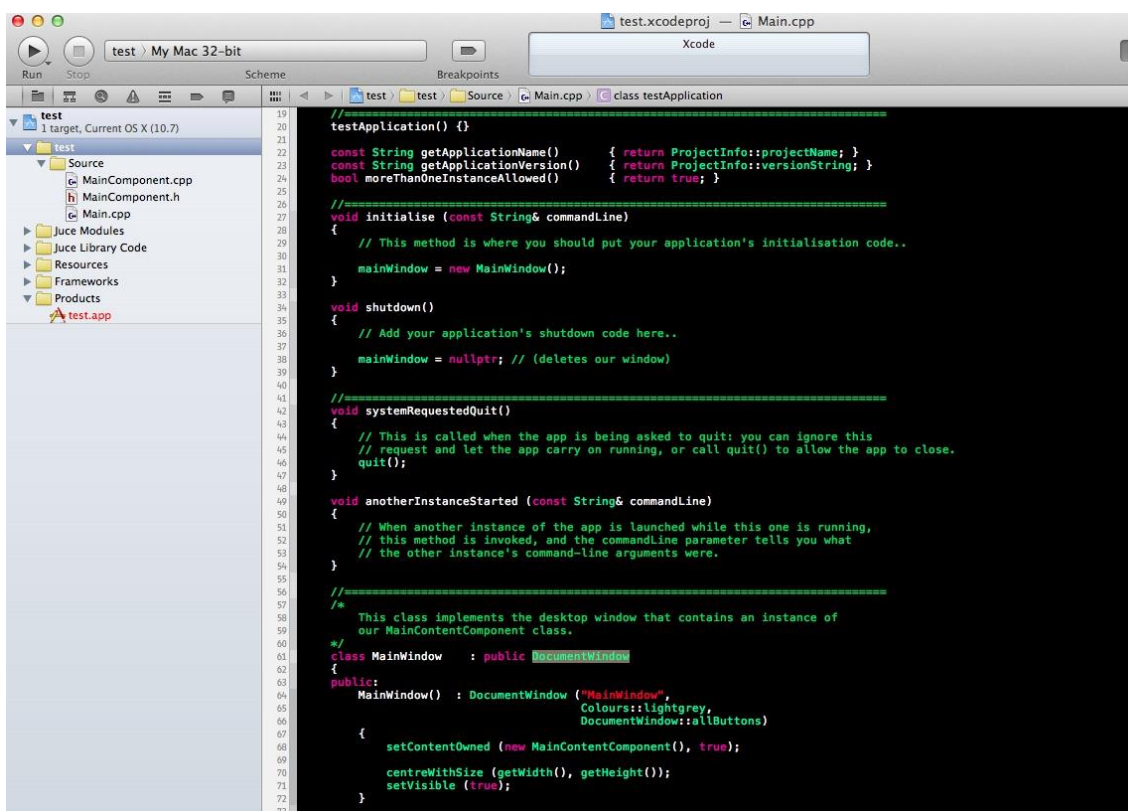 test.xcodeproj — Main.cpp
test › My Mac 32-bit
Xcode
Run Stop Scheme Breakpoints
test › test › Source › Main.cpp › C class testApplication
test
1 target, Current OS X (10.7)
test
Source
MainComponent.cpp
h MainComponent.h
Main.cpp
Juce Modules
Juce Library Code
Resources
Frameworks
Products
test.app
19 //==============================================================================
20 testApplication() {}
21
22 const String getApplicationName()       { return ProjectInfo::projectName; }
23 const String getApplicationVersion()    { return ProjectInfo::versionString; }
24 bool moreThanOneInstanceAllowed()       { return true; }
25
26 //==============================================================================
27 void initialise (const String& commandLine)
28 {
29     // This method is where you should put your application's initialisation code..
30
31     mainWindow = new MainWindow();
32 }
33
34 void shutdown()
35 {
36     // Add your application's shutdown code here..
37
38     mainWindow = nullptr; // (deletes our window)
39 }
40
41 //==============================================================================
42 void systemRequestedQuit()
43 {
44     // This is called when the app is being asked to quit: you can ignore this
45     // request and let the app carry on running, or call quit() to allow the app to close.
46     quit();
47 }
48
49 void anotherInstanceStarted (const String& commandLine)
50 {
51     // When another instance of the app is launched while this one is running,
52     // this method is invoked, and the commandLine parameter tells you what
53     // the other instance's command-line arguments were.
54 }
55
56 //==============================================================================
57 /*
58     This class implements the desktop window that contains an instance of
59     our MainContentComponent class.
60 */
61 class MainWindow    : public DocumentWindow
62 {
63 public:
64     MainWindow()  : DocumentWindow ("MainWindow",
65                                     Colours::lightgrey,
66                                     DocumentWindow::allButtons)
67     {
68         setContentOwned (new MainContentComponent(), true);
69
70         centreWithSize (getWidth(), getHeight());
71         setVisible (true);
72     }